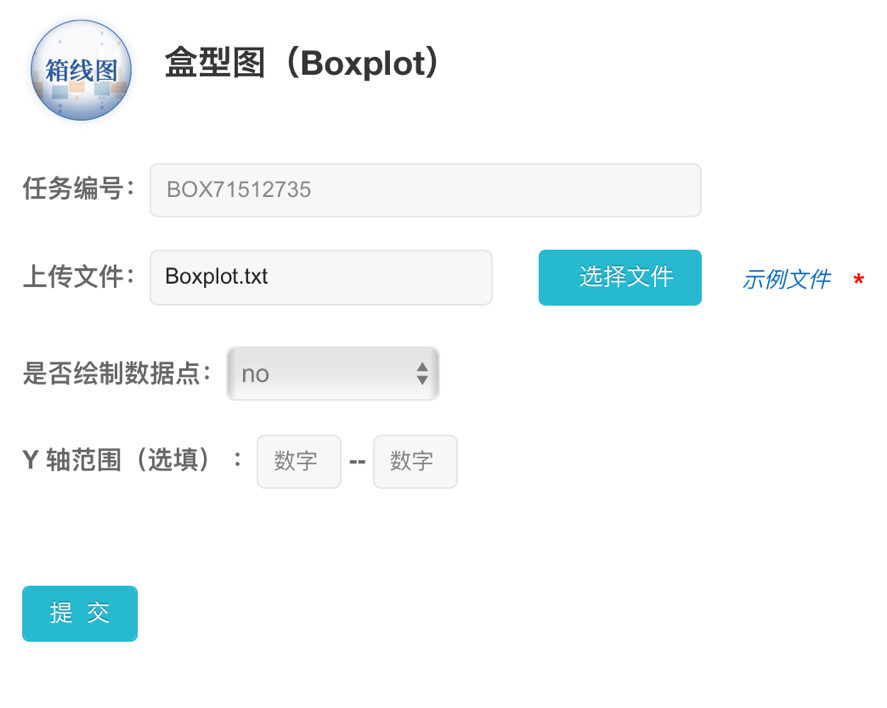 箱线图
盒型图（Boxplot）
任务编号： BOX71512735
上传文件： Boxplot.txt 选择文件 示例文件 *
是否绘制数据点： no
Y 轴范围（选填）： 数字 -- 数字
提 交